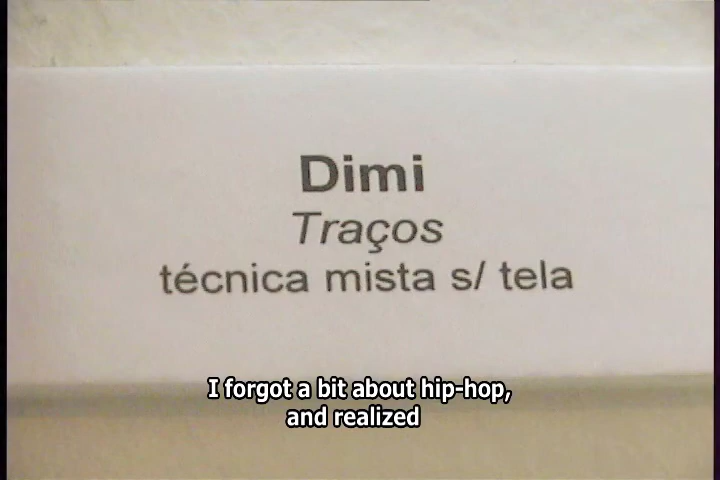 Dimi
Traços
técnica mista s/ tela
I forgot a bit about hip-hop,
and realized